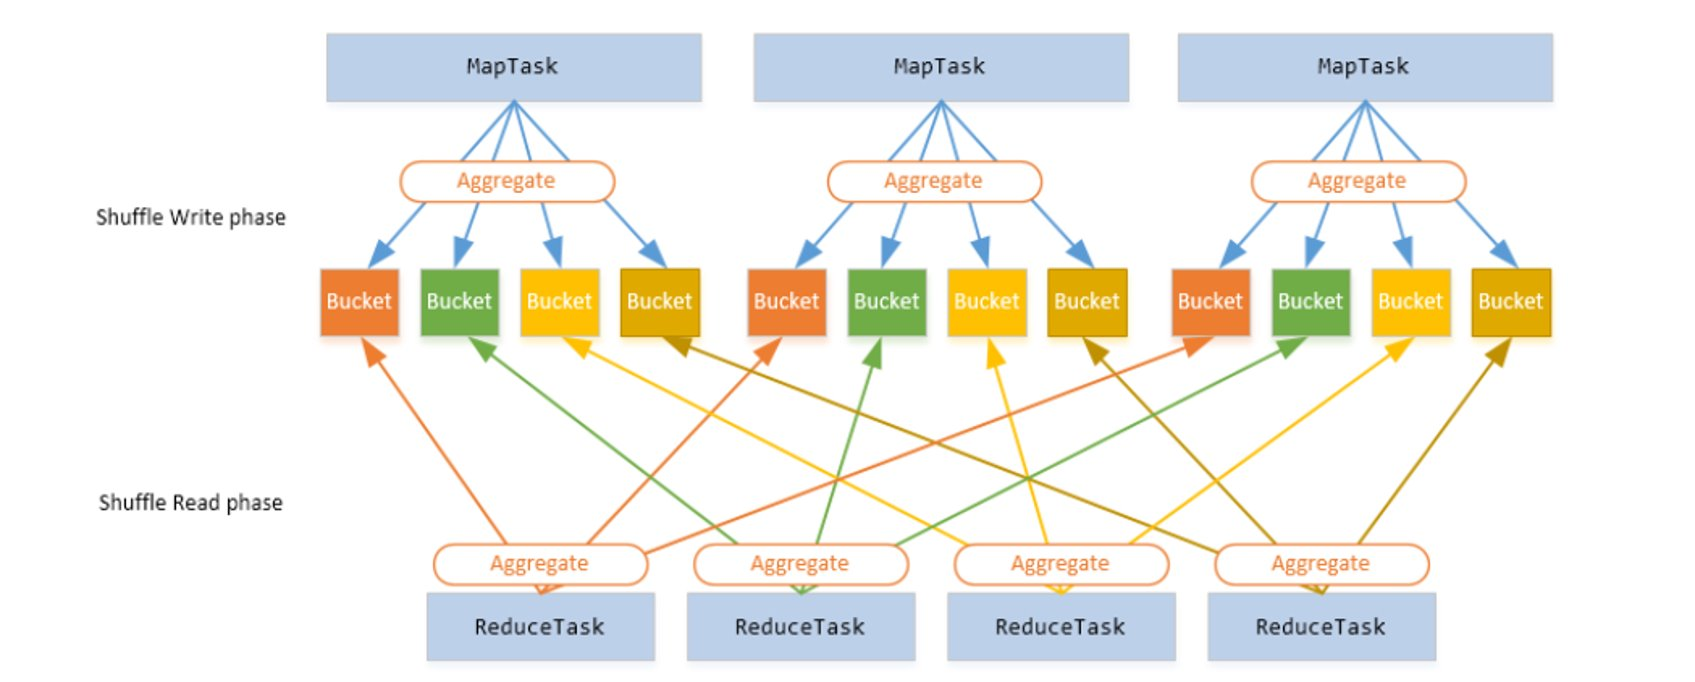 MapTask
MapTask
MapTask
Aggregate
Aggregate
Aggregate
Shuffle Write phase
Bucket
Bucket
Bucket
Bucket
Bucket
Bucket
Bucket
Bucket
Bucket
Bucket
Bucket
Bucket
Shuffle Read phase
Aggregate
Aggregate
Aggregate
Aggregate
ReduceTask
ReduceTask
ReduceTask
ReduceTask